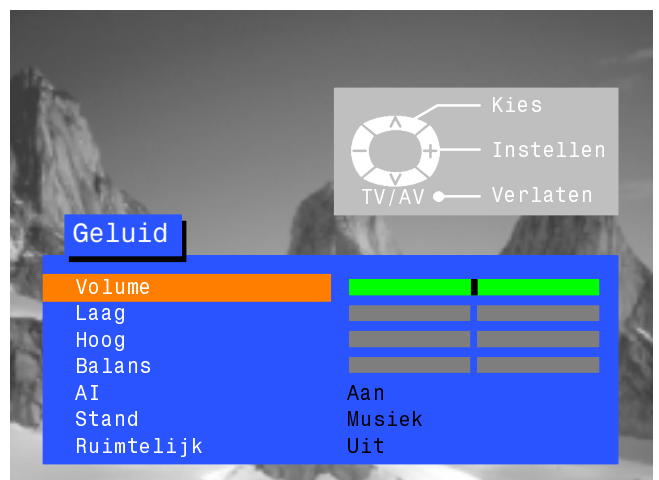 Kies
Instellen
TV/AV Verlaten
Geluid
Volume
Laag
Hoog
Balans
AI Aan
Stand Musiek
Ruimtelijk Uit